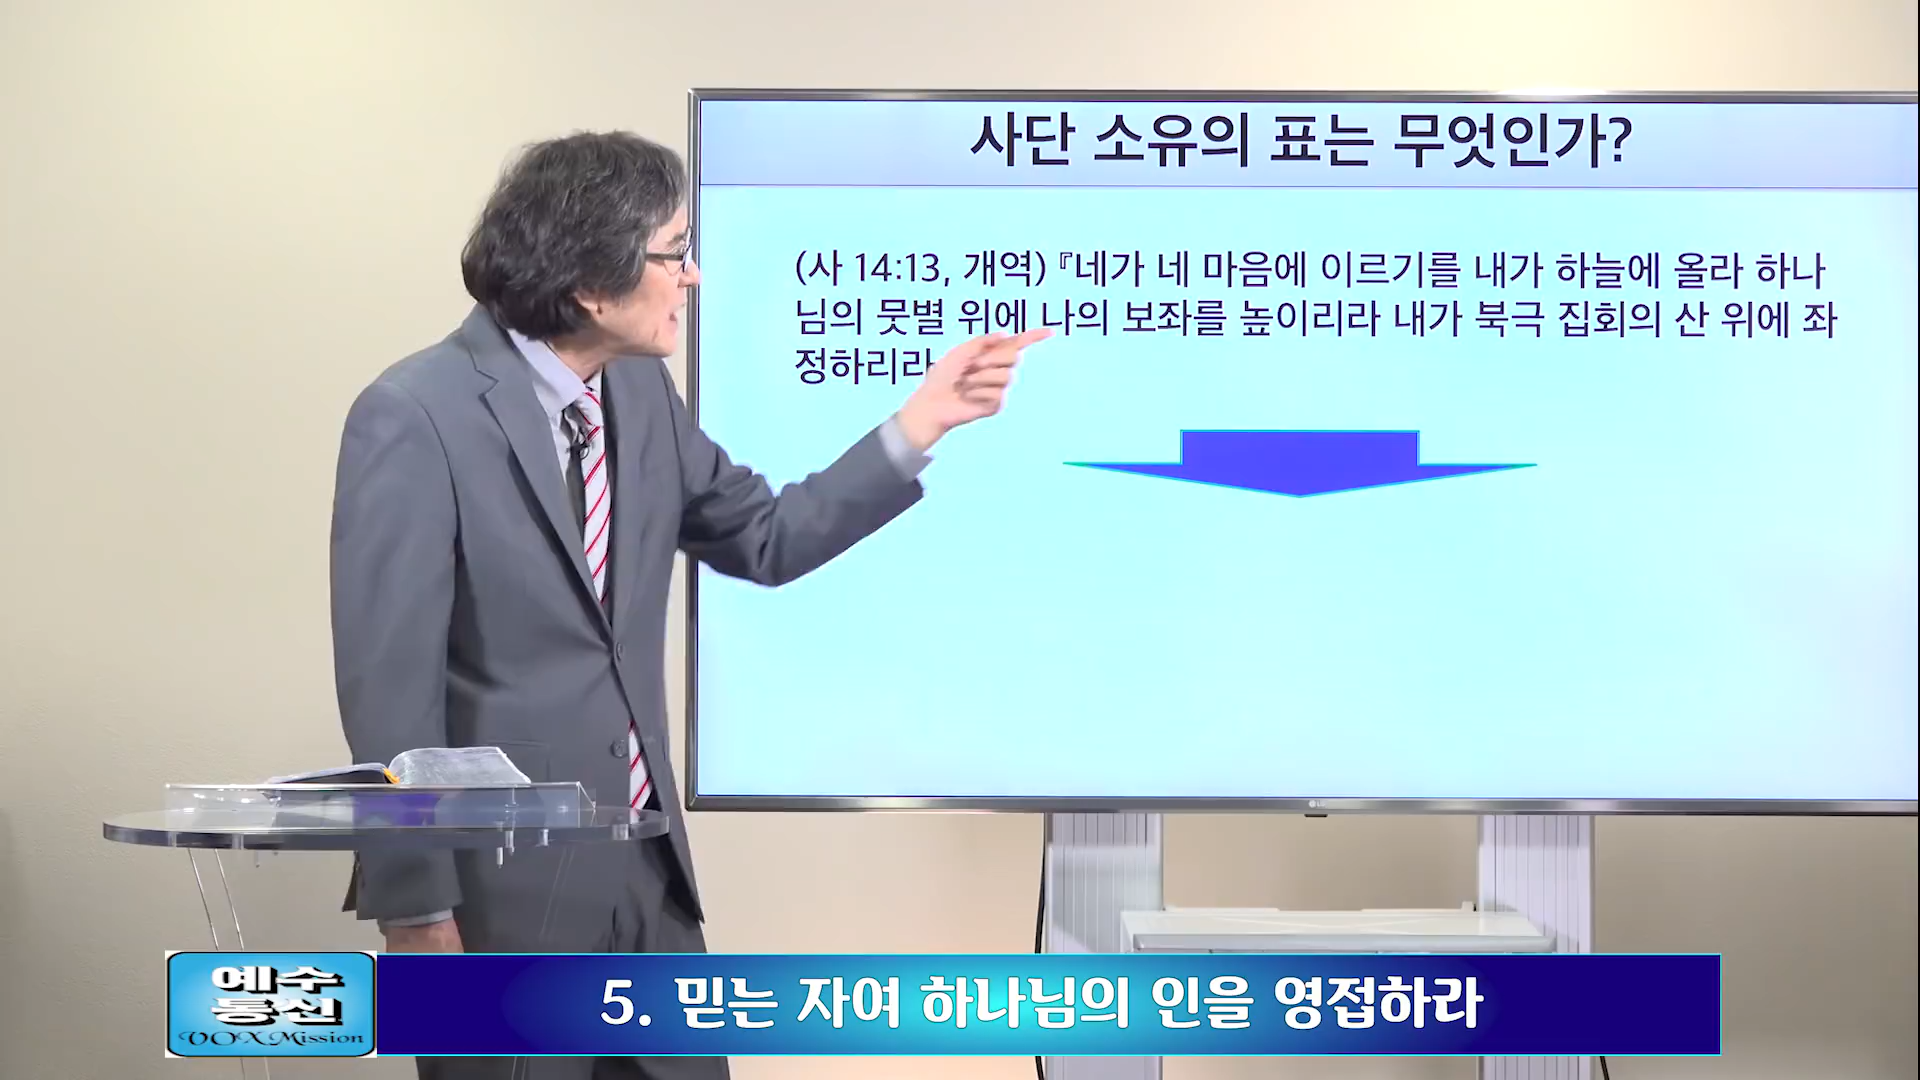 사단 소유의 표는 무엇인가?
(사 14:13, 개역)『네가 네 마음에 이르기를 내가 하늘에 올라 하나
님의 뭇별 위에 나의 보좌를 높이리라 내가 북극 집회의 산 위에 좌
정하리라
LG
예수
통신
VOXMission
5. 믿는 자여 하나님의 인을 영접하라